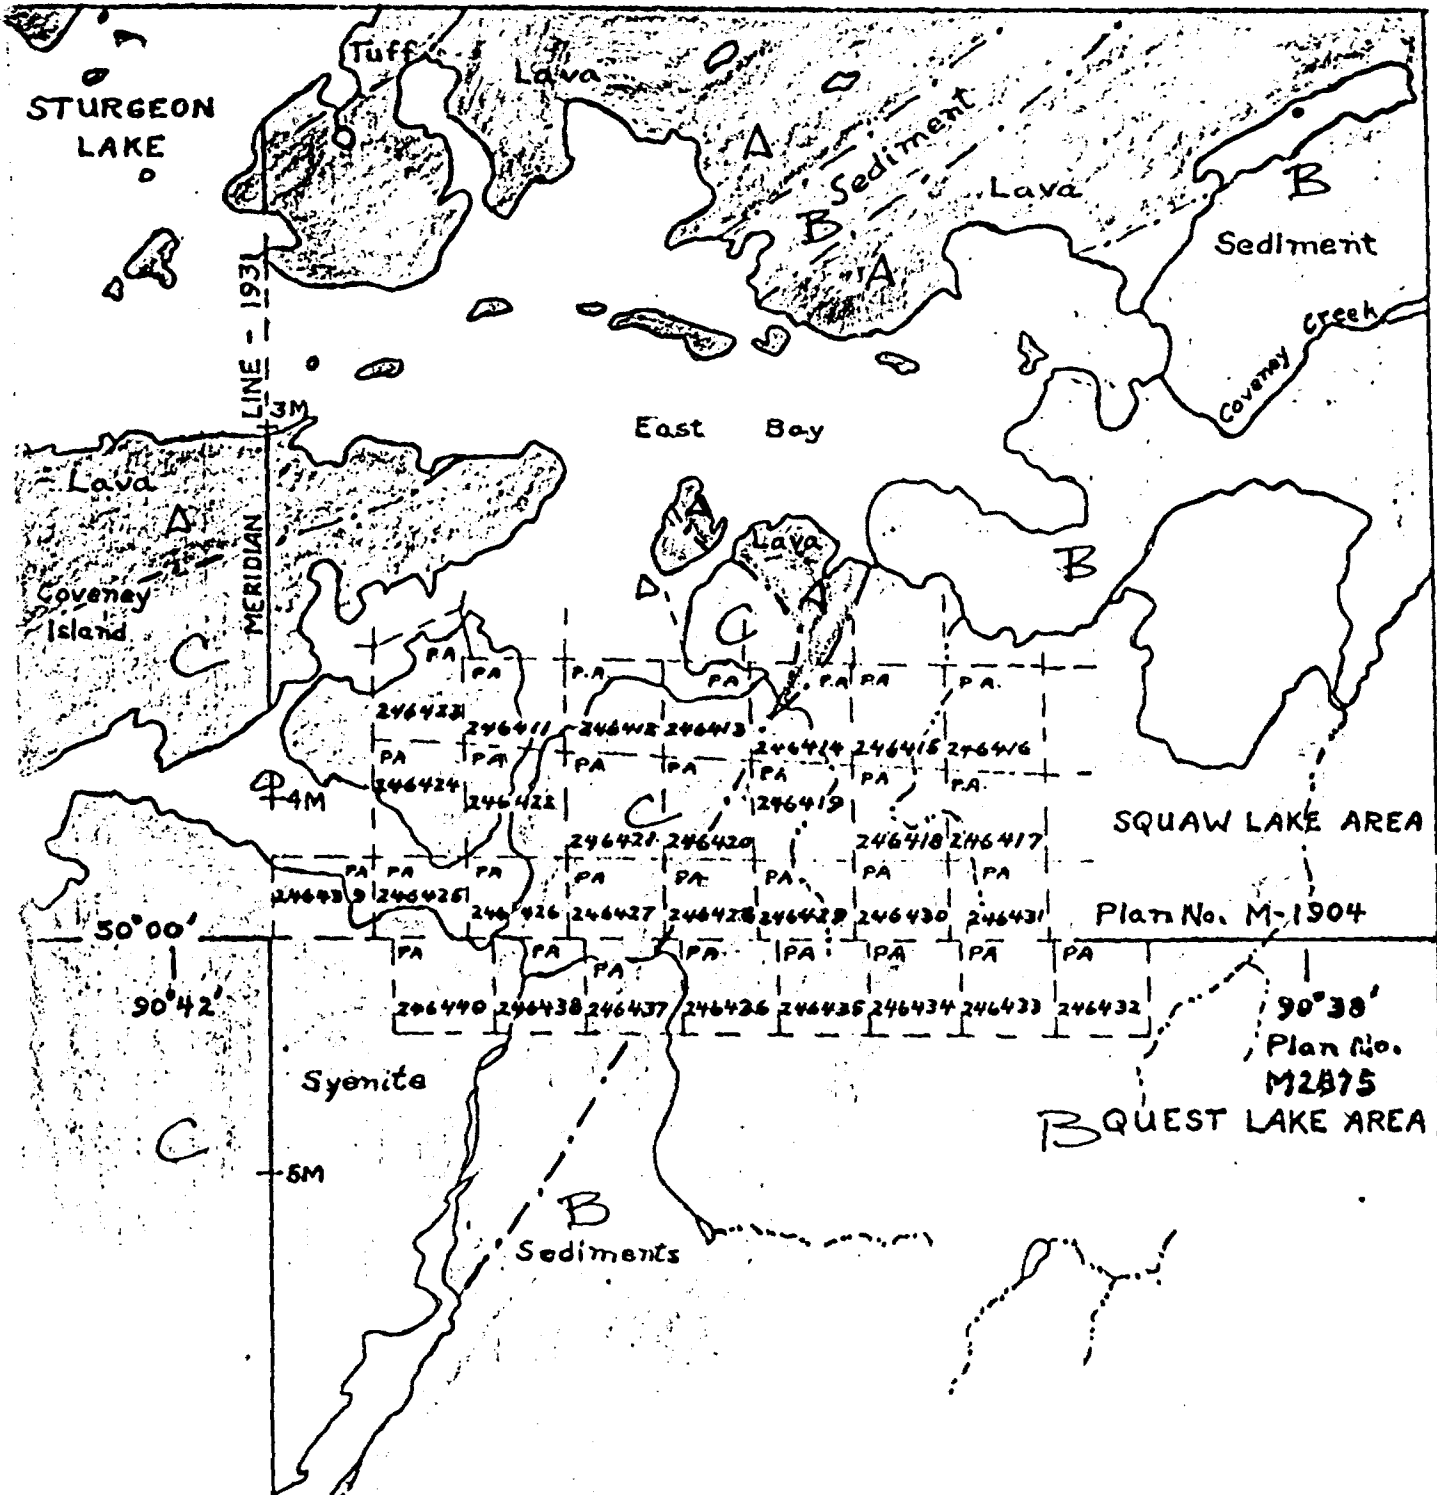 Tuff
Lava
STURGEON
LAKE
A
Sediment
Lava
B
B
Sediment
A
MERIDIAN LINE - 1931
Coveney Creek
3M
East Bay
Lava
A
A
Lava
B
A
Coveney
Island
C
C
PA
PA
P.A.
PA
PA
PA
P.A.
246423
246411
246412
246413
246414
246415
246416
PA
PA
PA
PA
PA
PA
P.A.
4M
246424
246422
C
246419
246421
246420
246418
246417
SQUAW LAKE AREA
PA
PA
PA
PA
PA
PA
PA
246439
246425
246426
246427
246428
246429
246430
246431
Plan No. M-1904
50°00'
PA
PA
PA
PA
PA
PA
PA
PA
90°42'
246440
246438
246437
246436
246435
246434
246433
246432
90°38'
Plan No.
Syenite
B
QUEST LAKE AREA
C
5M
B
Sediments